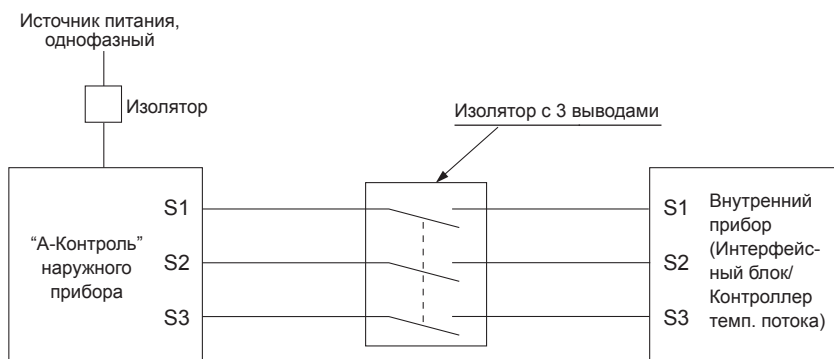 Источник питания,
однофазный
Изолятор
Изолятор с 3 выводами
“А-Контроль”
наружного
прибора
S1
S2
S3
S1
S2
S3
Внутренний
прибор
(Интерфейс-
ный блок/
Контроллер
темп. потока)